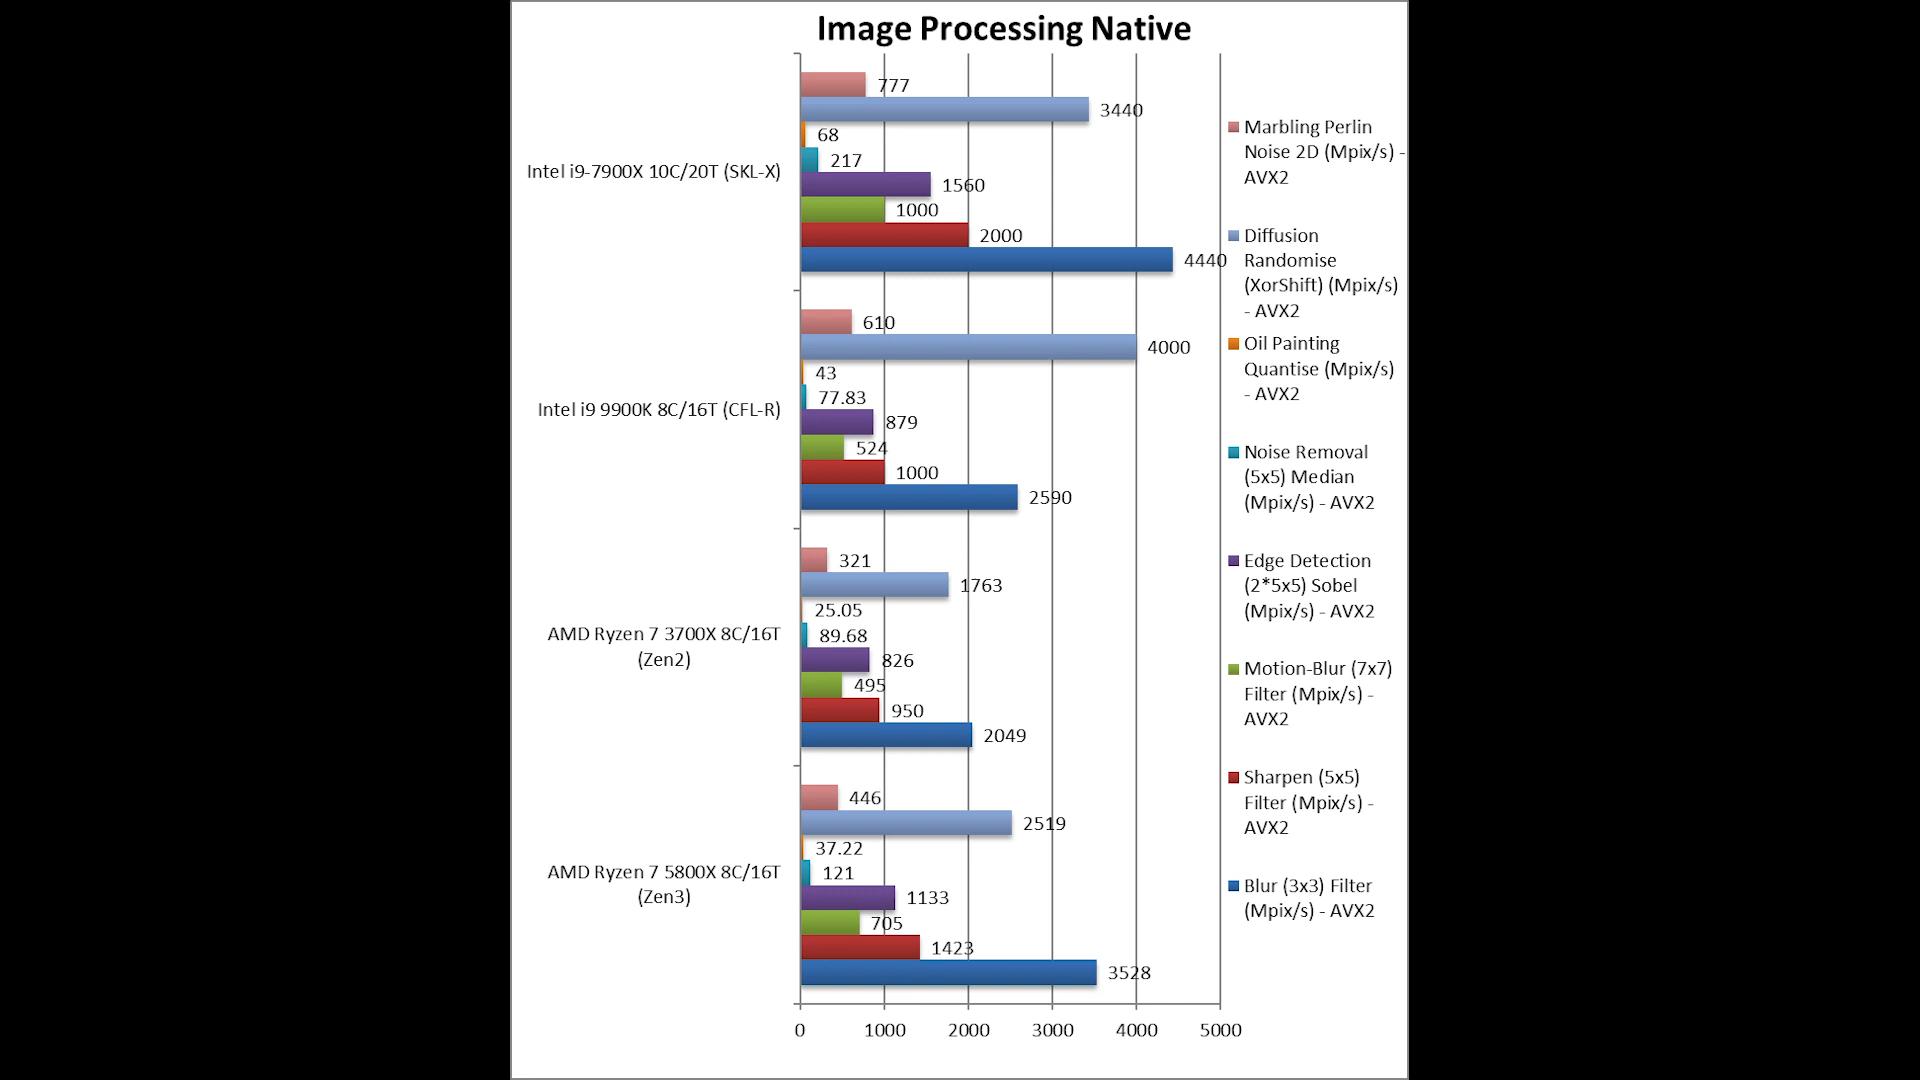 Image Processing Native
777
3440
68
217
1560
1000
2000
4440
Intel i9-7900X 10C/20T (SKL-X)
610
4000
43
77.83
879
524
1000
2590
Intel i9 9900K 8C/16T (CFL-R)
321
1763
25.05
89.68
826
495
950
2049
AMD Ryzen 7 3700X 8C/16T
(Zen2)
446
2519
37.22
121
1133
705
1423
3528
AMD Ryzen 7 5800X 8C/16T
(Zen3)
0 1000 2000 3000 4000 5000
Marbling Perlin
Noise 2D (Mpix/s) -
AVX2
Diffusion
Randomise
(XorShift) (Mpix/s)
- AVX2
Oil Painting
Quantise (Mpix/s)
- AVX2
Noise Removal
(5x5) Median
(Mpix/s) - AVX2
Edge Detection
(2*5x5) Sobel
(Mpix/s) - AVX2
Motion-Blur (7x7)
Filter (Mpix/s) -
AVX2
Sharpen (5x5)
Filter (Mpix/s) -
AVX2
Blur (3x3) Filter
(Mpix/s) - AVX2